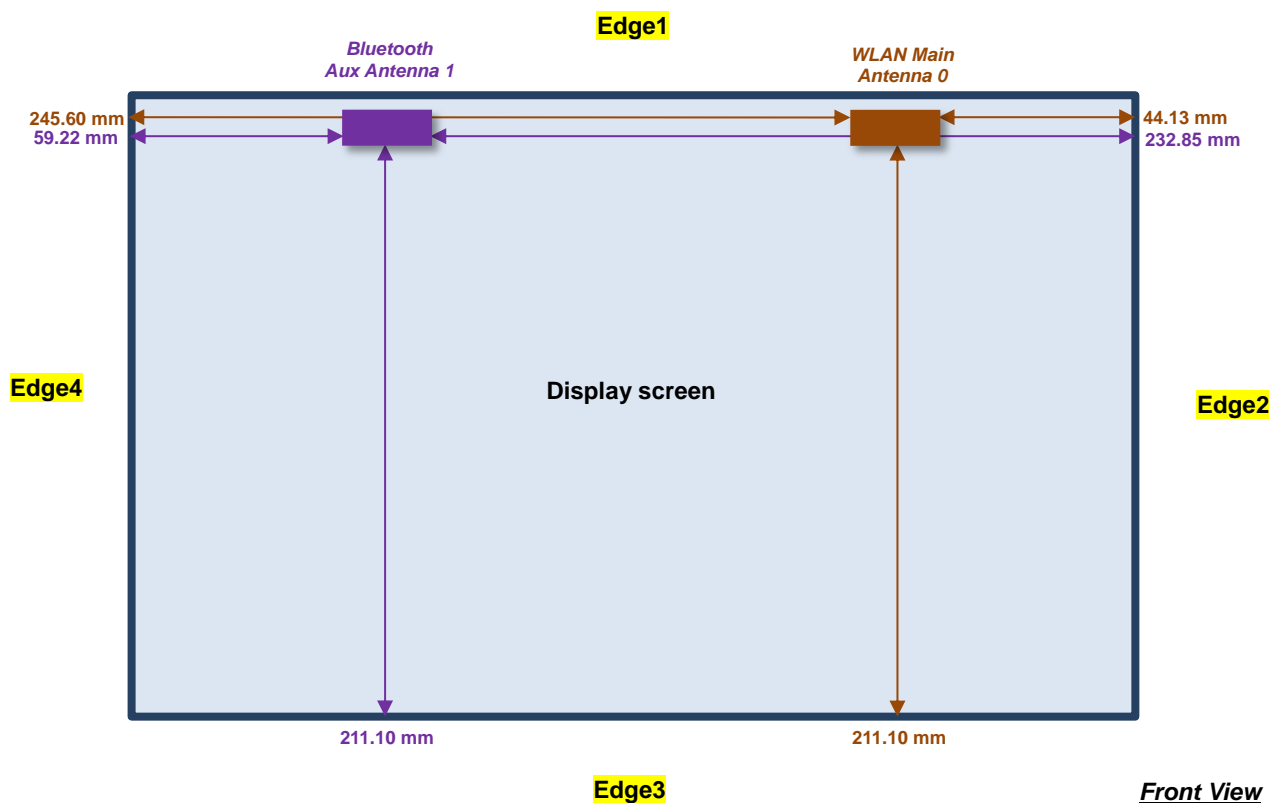 Edge1
Bluetooth
Aux Antenna 1
WLAN Main
Antenna 0
245.60 mm
59.22 mm
44.13 mm
232.85 mm
Edge4
Display screen
Edge2
211.10 mm
211.10 mm
Edge3
Front View